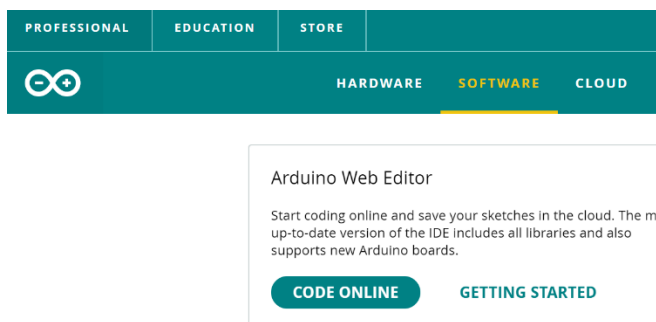 PROFESSIONAL EDUCATION STORE
HARDWARE SOFTWARE CLOUD
Arduino Web Editor
Start coding online and save your sketches in the cloud. The m
up-to-date version of the IDE includes all libraries and also
supports new Arduino boards.
CODE ONLINE GETTING STARTED